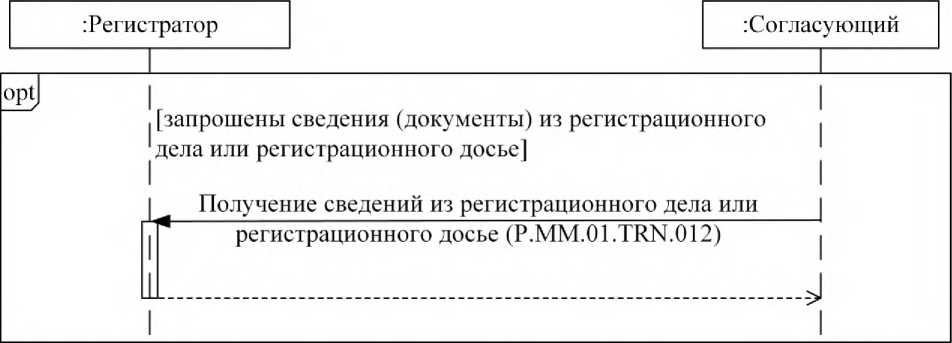 :Регистратор
:Согласующий
opt
[запрошены сведения (документы) из регистрационного
дела или регистрационного досье]
Получение сведений из регистрационного дела или
регистрационного досье (P.MM.01.TRN.012)